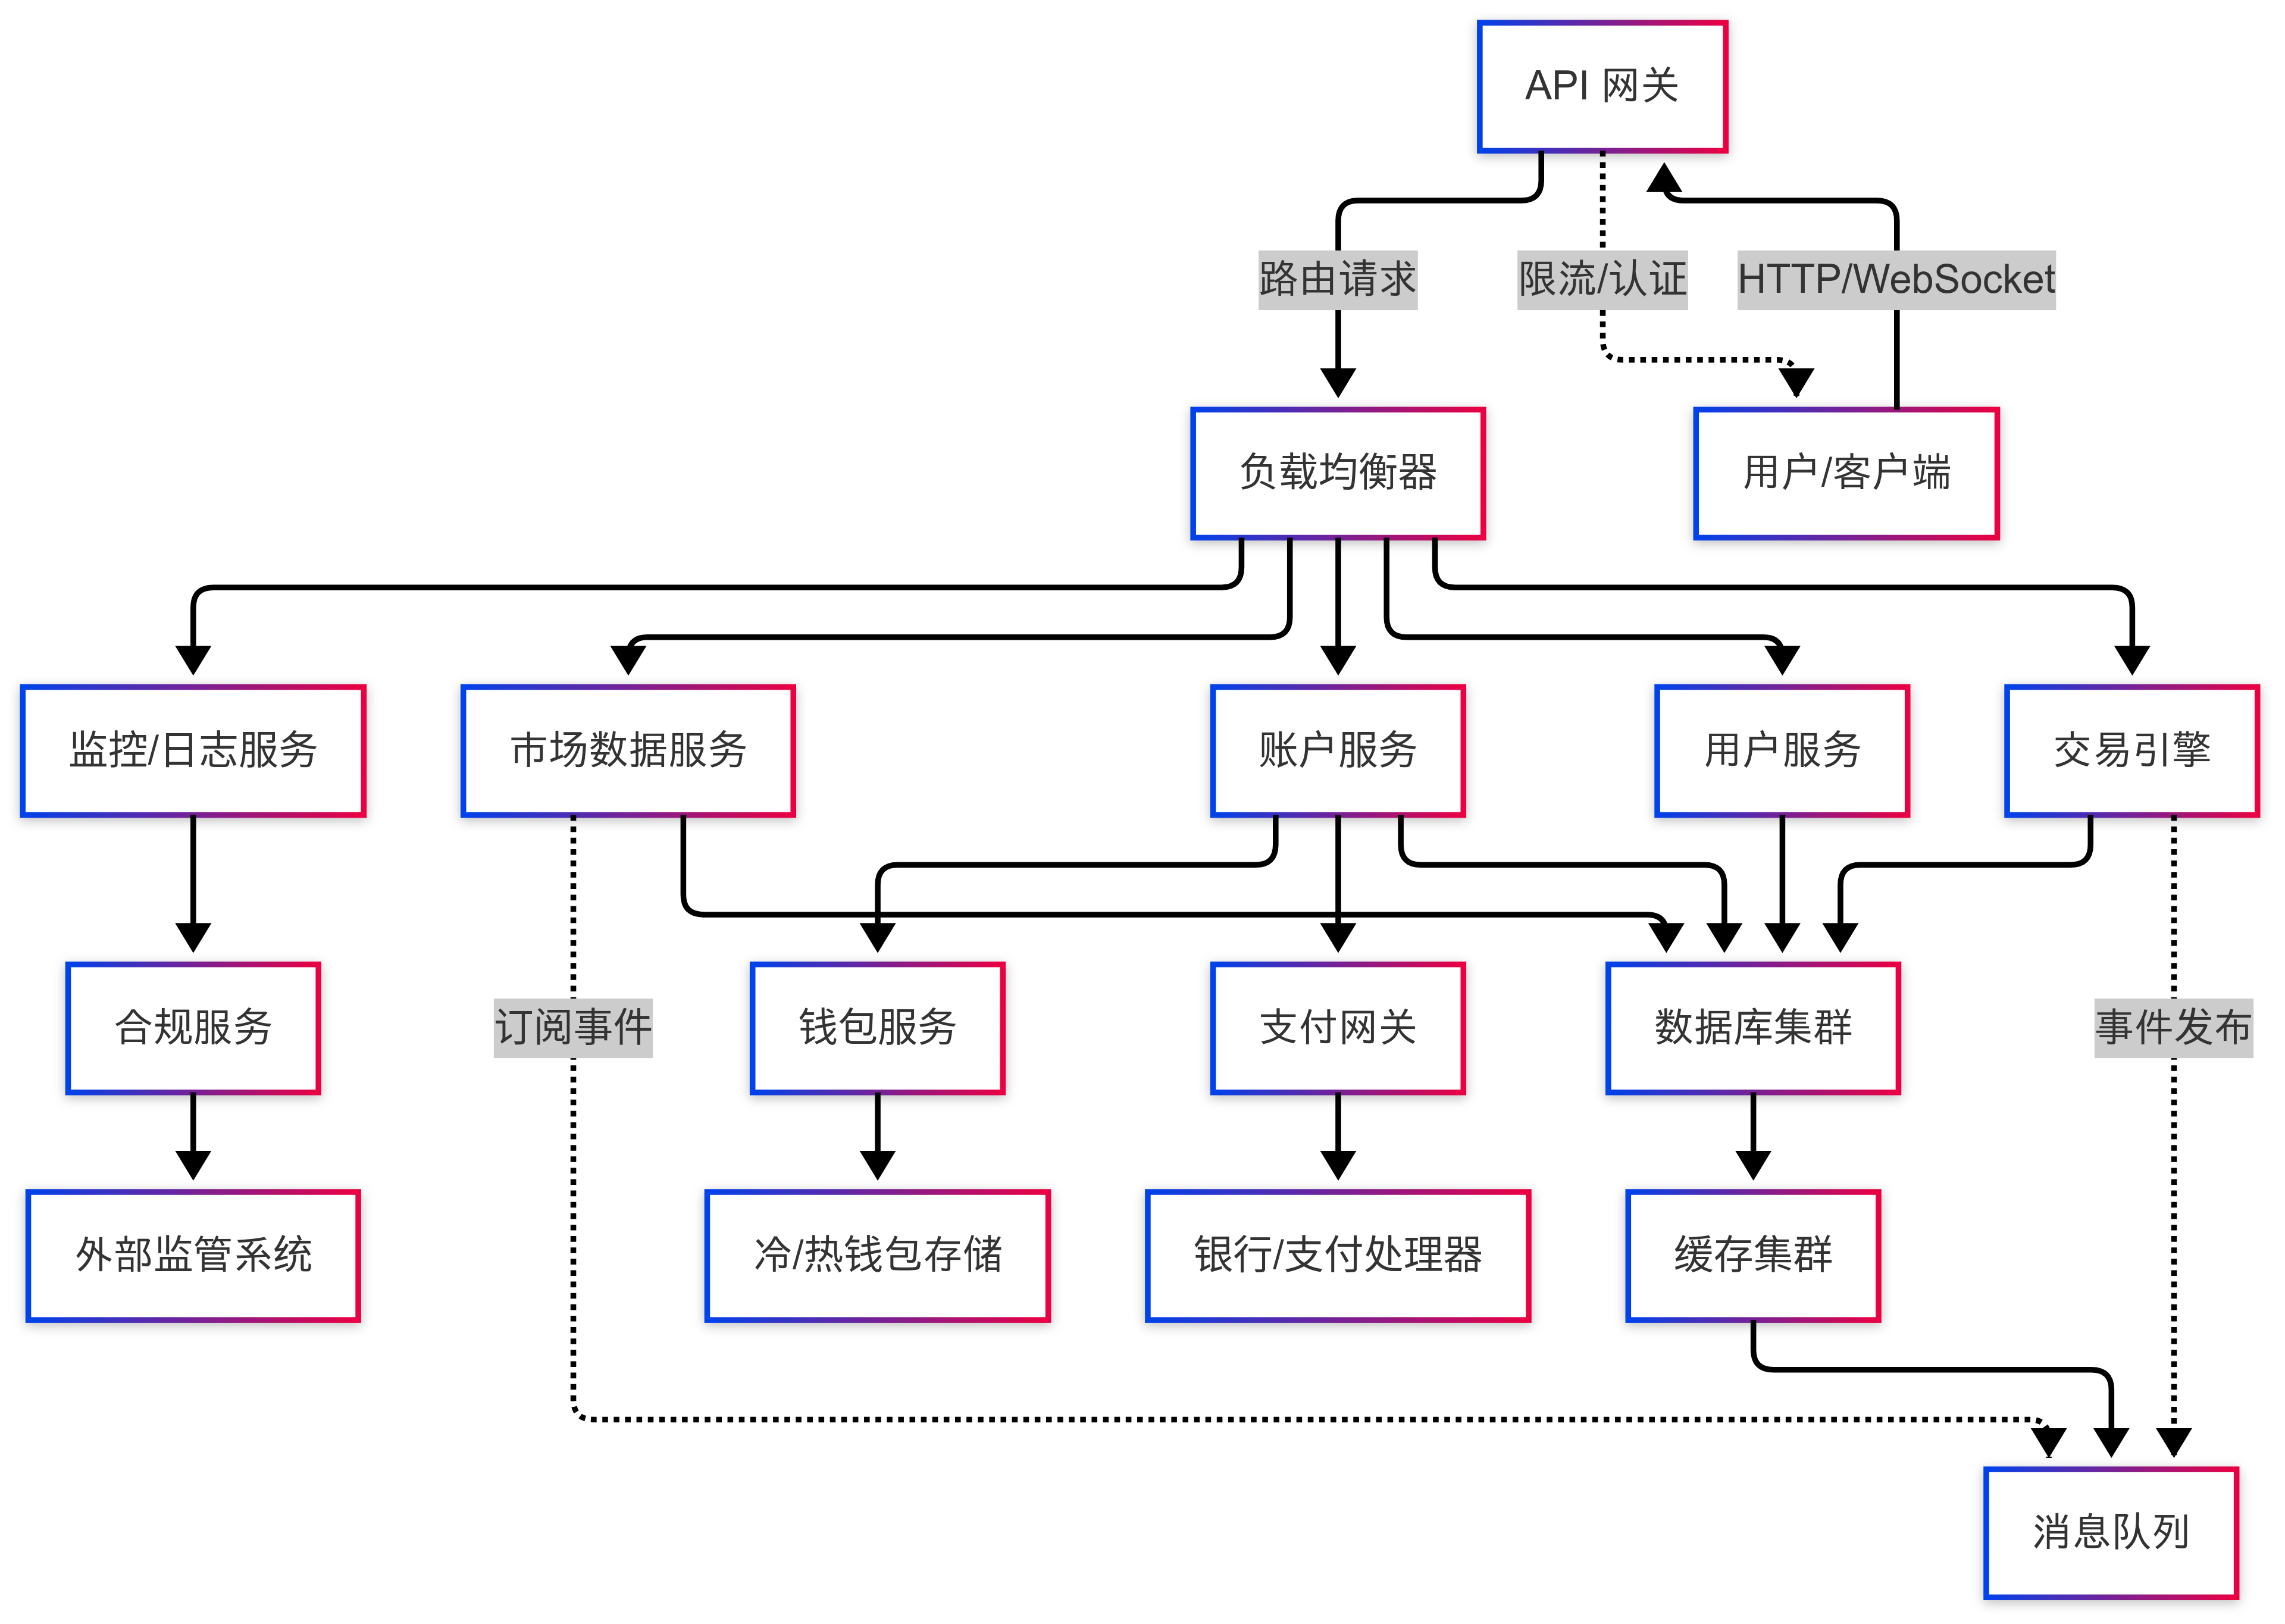 API 网关
路由请求
限流/认证
HTTP/WebSocket
负载均衡器
用户/客户端
监控/日志服务
市场数据服务
账户服务
用户服务
交易引擎
合规服务
订阅事件
钱包服务
支付网关
数据库集群
事件发布
外部监管系统
冷/热钱包存储
银行/支付处理器
缓存集群
消息队列